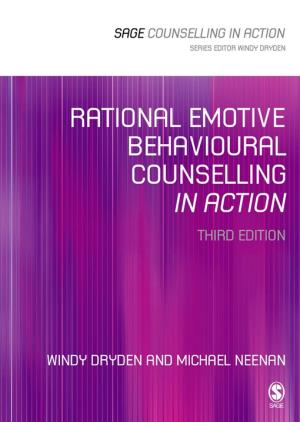 SAGE COUNSELLING IN ACTION
SERIES EDITOR WINDY DRYDEN
RATIONAL EMOTIVE
BEHAVIOURAL
COUNSELLING
IN ACTION
THIRD EDITION
WINDY DRYDEN AND MICHAEL NEENAN
S
SAGE